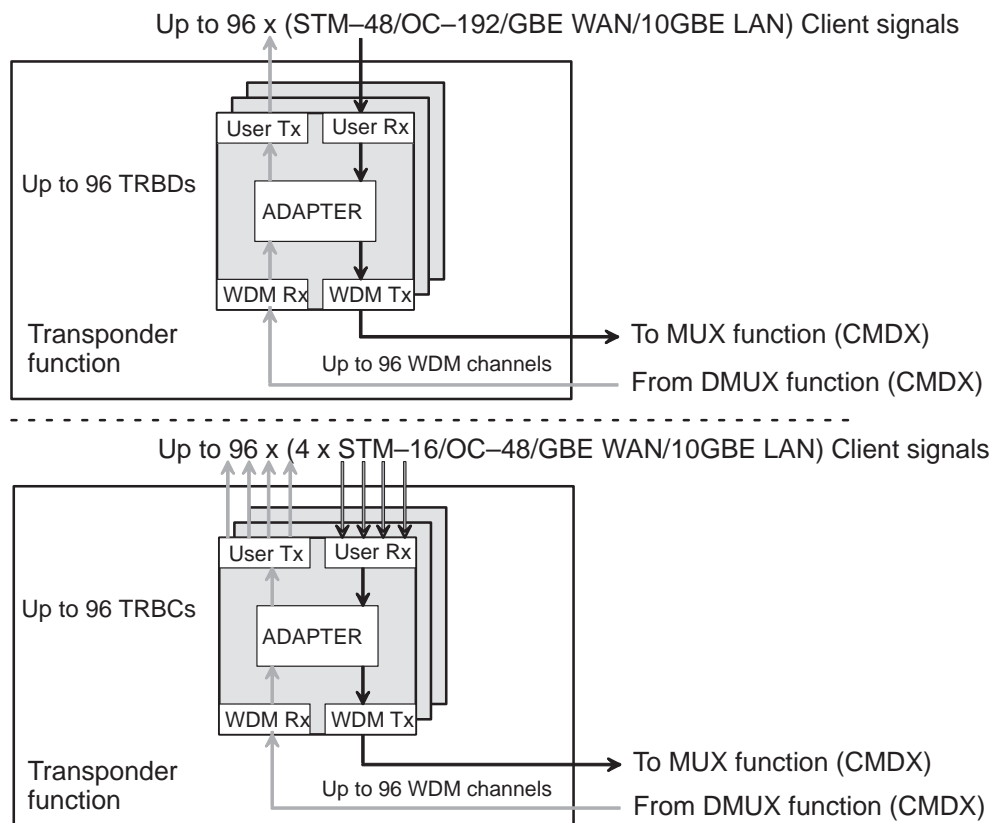 Up to 96 x (STM–48/OC–192/GBE WAN/10GBE LAN) Client signals
User Tx
User Rx
Up to 96 TRBDs
ADAPTER
WDM Rx
WDM Tx
Transponder
function
To MUX function (CMDX)
Up to 96 WDM channels
From DMUX function (CMDX)
Up to 96 x (4 x STM–16/OC–48/GBE WAN/10GBE LAN) Client signals
User Tx
User Rx
Up to 96 TRBCs
ADAPTER
WDM Rx
WDM Tx
Transponder
function
To MUX function (CMDX)
Up to 96 WDM channels
From DMUX function (CMDX)